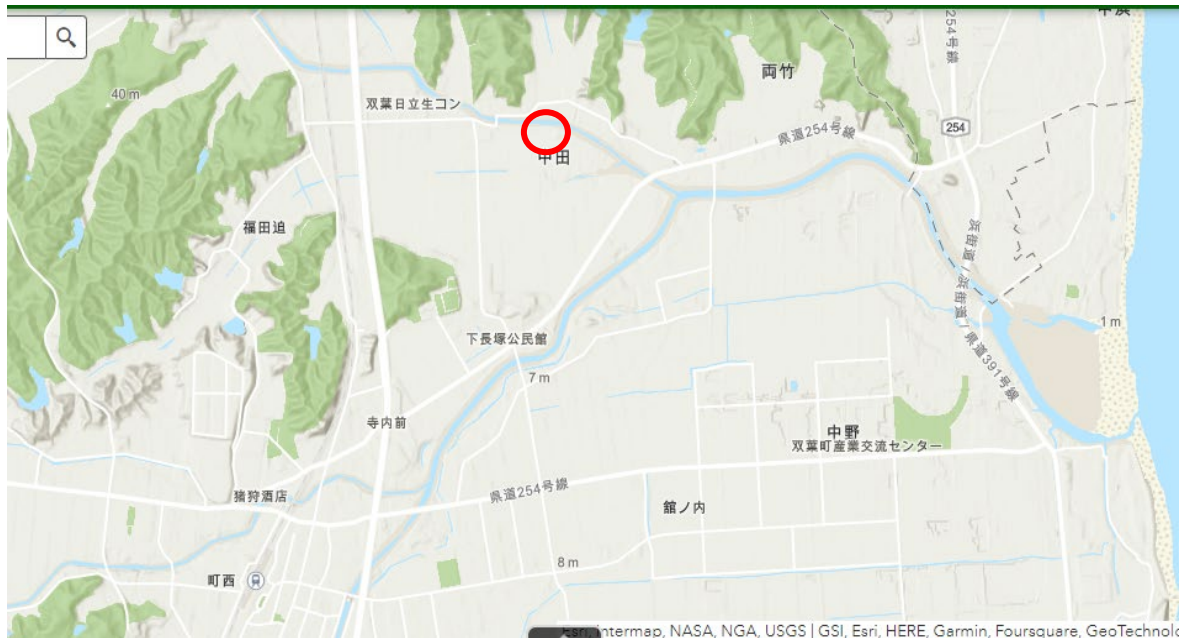 中浜
254号線
両竹
40 m
双葉日立生コン
254
県道254号線
中田
福田迫
浜街道 / 浜街道 / 県道391号線
1 m
下長塚公民館
7 m
寺内前
中野
双葉町産業交流センター
県道254号線
猪狩酒店
舘ノ内
8 m
町西
Esri, Intermap, NASA, NGA, USGS | GSI, Esri, HERE, Garmin, Foursquare, GeoTechnolo